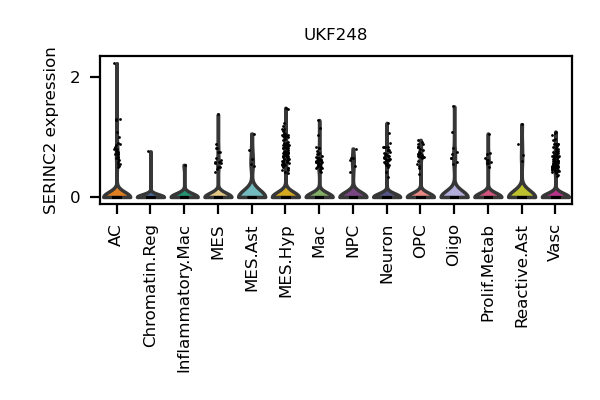 UKF248
SERINC2 expression
2
0
AC
Chromatin.Reg
Inflammatory.Mac
MES
MES.Ast
MES.Hyp
Mac
NPC
Neuron
OPC
Oligo
Prolif.Metab
Reactive.Ast
Vasc